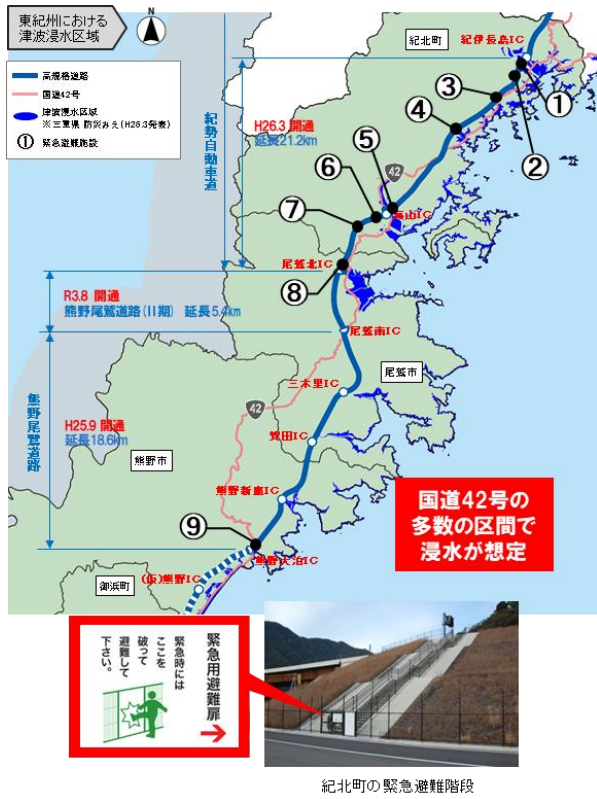 東紀州における
津波浸水区域
N
高規格道路
国道42号
津波浸水区域
※三重県 防災みえ(H26.3発表)
① 緊急避難施設
紀北町
紀伊長島IC
①
②
③
④
⑤
⑥
⑦
⑧
⑨
42
紀勢自動車道
H26.3 開通
延長21.2km
海山IC
尾鷲北IC
R3.8 開通
熊野尾鷲道路(II期) 延長5.4km
尾鷲南IC
尾鷲市
三木里IC
熊野尾鷲道路
42
H25.9 開通
延長18.6km
賀田IC
熊野市
熊野新鹿IC
熊野大泊IC
(仮)熊野IC
御浜町
国道42号の
多数の区間で
浸水が想定
緊急用避難扉
緊急時には
ここを
破って
避難して
下さい。
紀北町の緊急避難階段